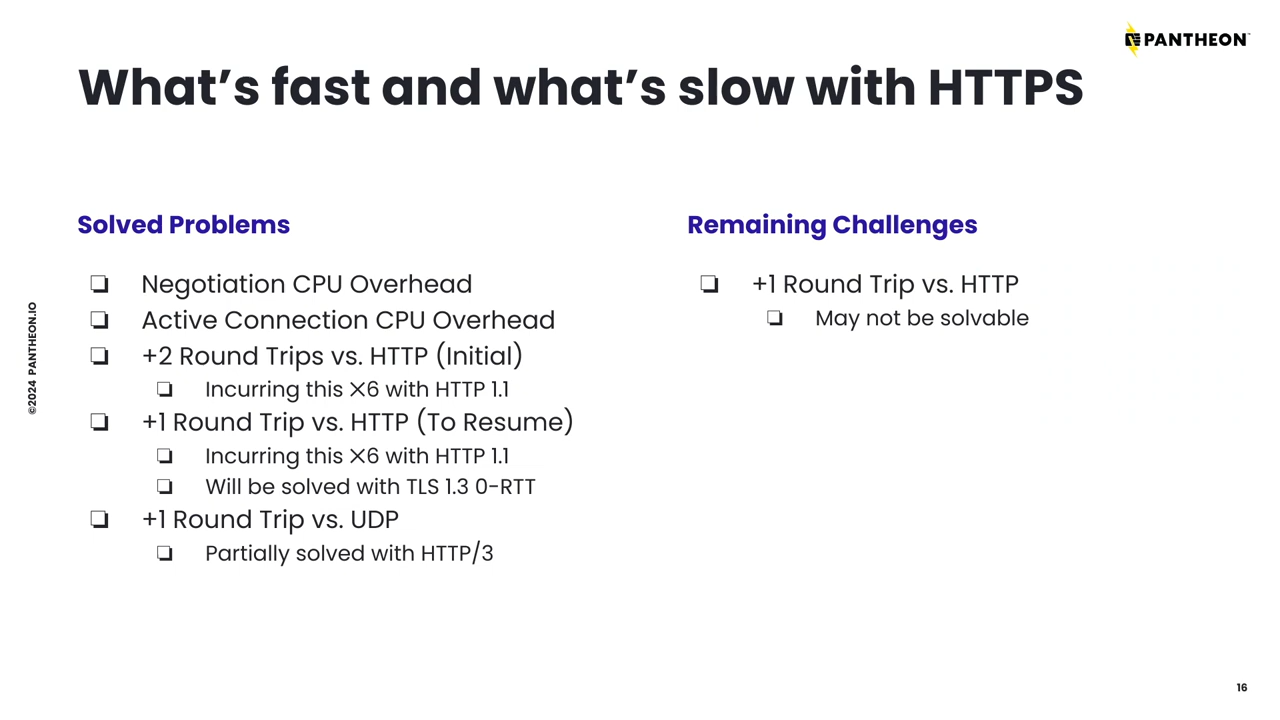 PANTHEON
What’s fast and what’s slow with HTTPS
Solved Problems
❏ Negotiation CPU Overhead
❏ Active Connection CPU Overhead
❏ +2 Round Trips vs. HTTP (Initial)
❏ Incurring this ×6 with HTTP 1.1
❏ +1 Round Trip vs. HTTP (To Resume)
❏ Incurring this ×6 with HTTP 1.1
❏ Will be solved with TLS 1.3 0-RTT
❏ +1 Round Trip vs. UDP
❏ Partially solved with HTTP/3
Remaining Challenges
❏ +1 Round Trip vs. HTTP
❏ May not be solvable
©2024 PANTHEON.IO
16